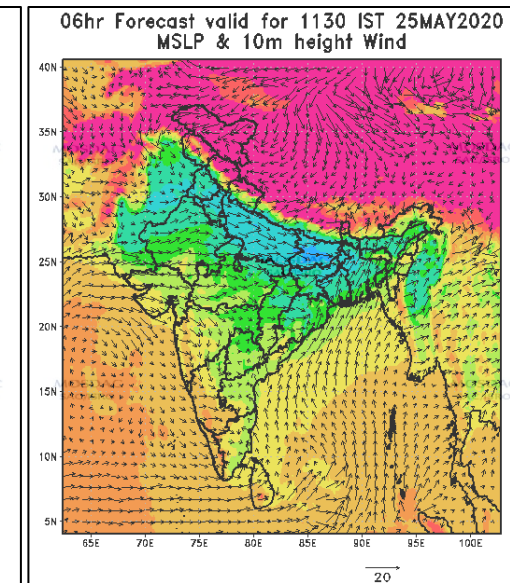 06hr Forecast valid for 1130 IST 25MAY2020
MSLP & 10m height Wind
40N
35N
30N
25N
20N
15N
10N
5N
65E 70E 75E 80E 85E 90E 95E 100E
20